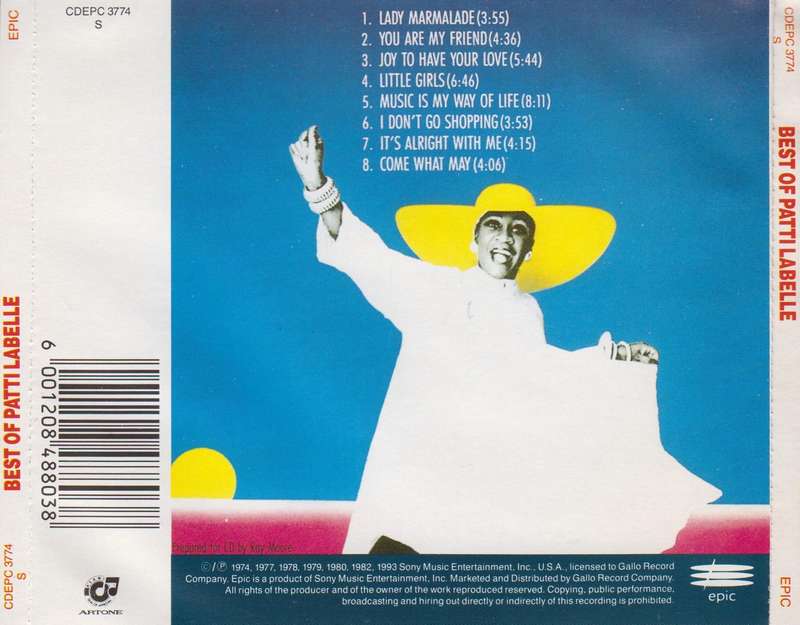 EPIC
CDEPC 3774
S
1. LADY MARMALADE (3:55)
2. YOU ARE MY FRIEND (4:36)
3. JOY TO HAVE YOUR LOVE (5:44)
4. LITTLE GIRLS (6:46)
5. MUSIC IS MY WAY OF LIFE (8:11)
6. I DON'T GO SHOPPING (3:53)
7. IT'S ALRIGHT WITH ME (4:15)
8. COME WHAT MAY (4:06)
CDEPC 3774
S
BEST OF PATTI LABELLE
EPIC
BEST OF PATTI LABELLE
CDEPC 3774
S
6 001208 488038
ARTONE
Prepared for CD by Kay Moore
©/℗ 1974, 1977, 1978, 1979, 1980, 1982, 1993 Sony Music Entertainment, Inc., U.S.A., licensed to Gallo Record
Company. Epic is a product of Sony Music Entertainment, Inc. Marketed and Distributed by Gallo Record Company.
All rights of the producer and of the owner of the work reproduced reserved. Copying, public performance,
broadcasting and hiring out directly or indirectly of this recording is prohibited.
epic